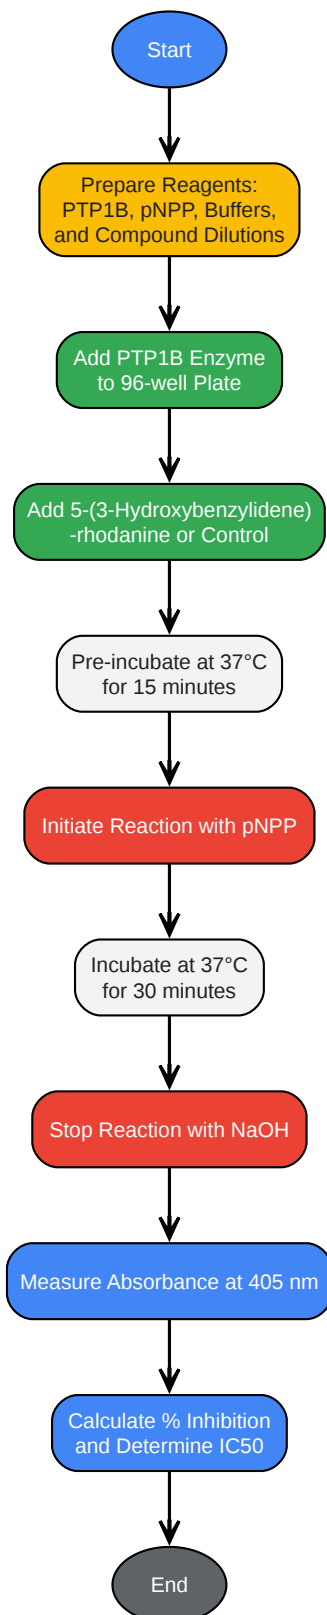 Start
Prepare Reagents:
PTP1B, pNPP, Buffers,
and Compound Dilutions
Add PTP1B Enzyme
to 96-well Plate
Add 5-(3-Hydroxybenzylidene)
-rhodanine or Control
Pre-incubate at 37°C
for 15 minutes
Initiate Reaction with pNPP
Incubate at 37°C
for 30 minutes
Stop Reaction with NaOH
Measure Absorbance at 405 nm
Calculate % Inhibition
and Determine IC50
End